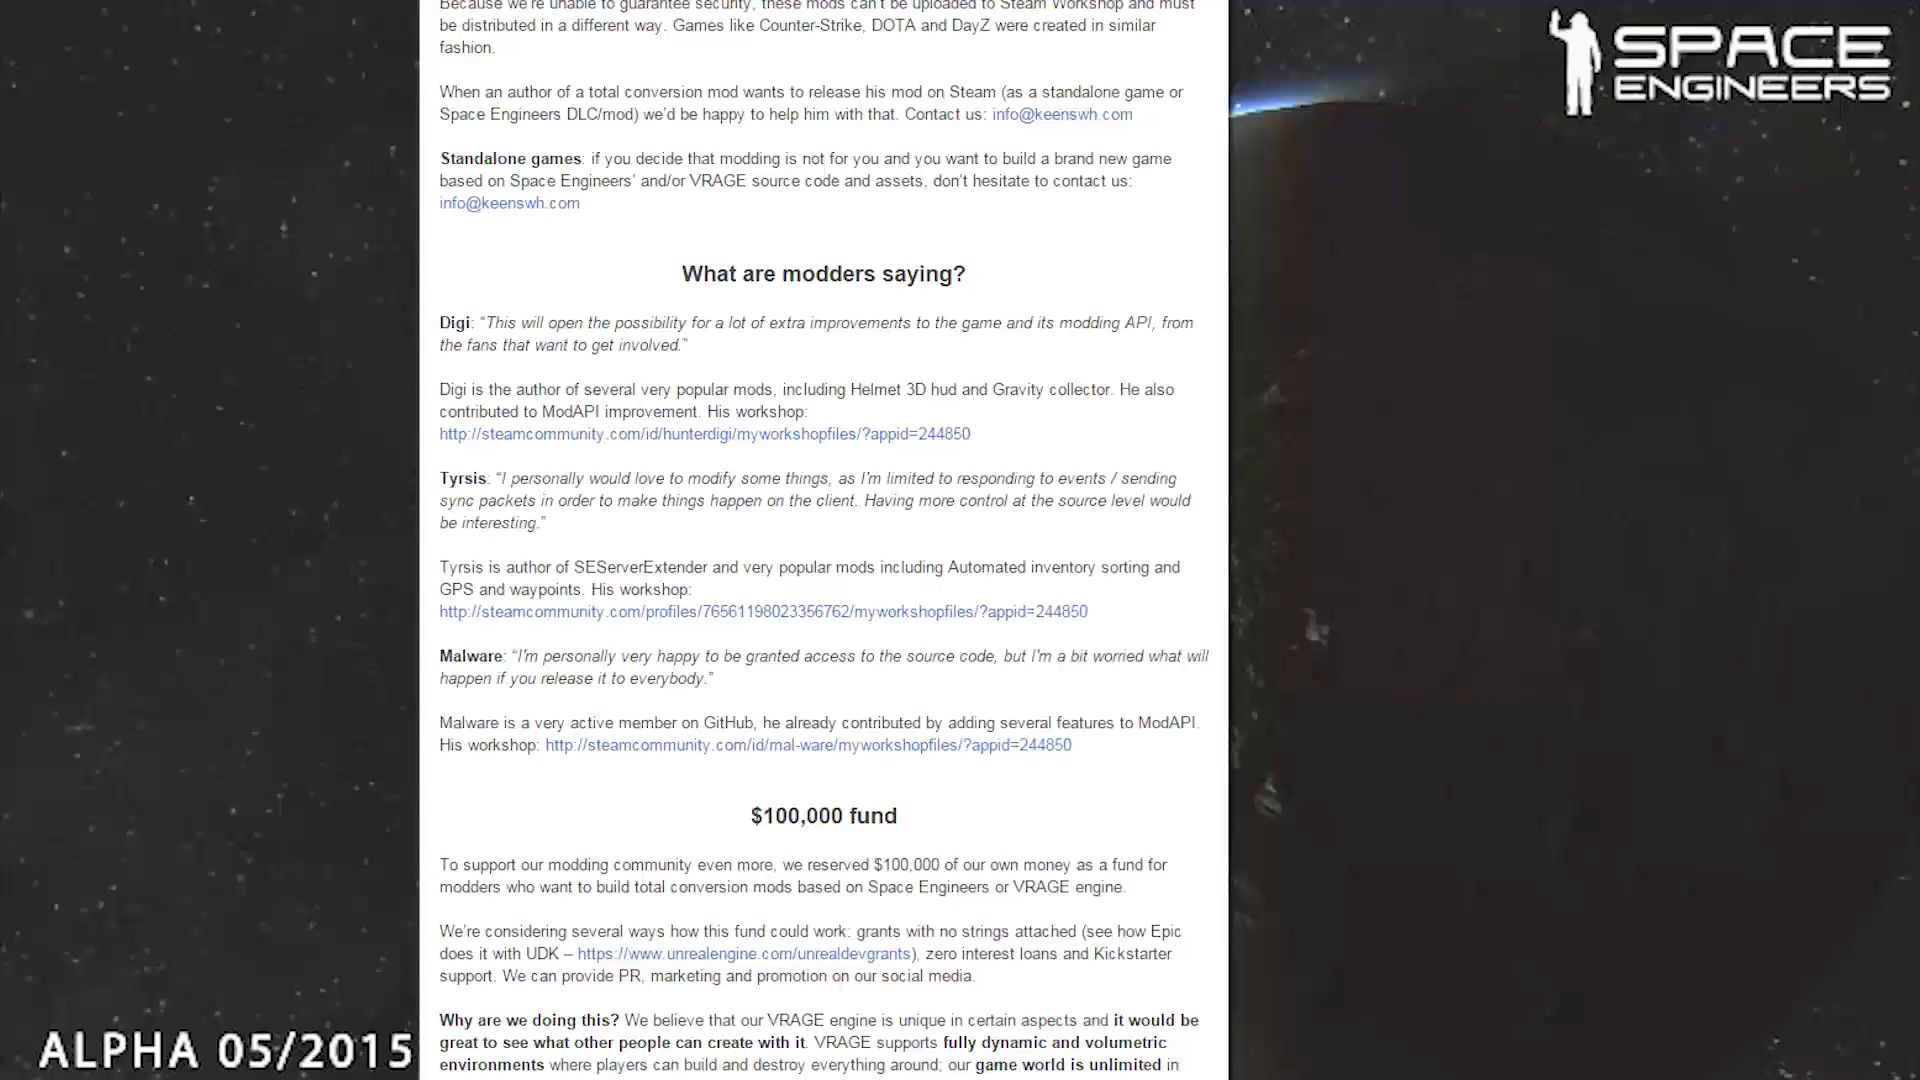 Because we're unable to guarantee security, these mods can't be uploaded to Steam Workshop and must
be distributed in a different way. Games like Counter-Strike, DOTA and DayZ were created in similar
fashion.
When an author of a total conversion mod wants to release his mod on Steam (as a standalone game or
Space Engineers DLC/mod) we'd be happy to help him with that. Contact us: info@keenswh.com
Standalone games: if you decide that modding is not for you and you want to build a brand new game
based on Space Engineers' and/or VRAGE source code and assets, don't hesitate to contact us:
info@keenswh.com
What are modders saying?
Digi: “This will open the possibility for a lot of extra improvements to the game and its modding API, from
the fans that want to get involved.”
Digi is the author of several very popular mods, including Helmet 3D hud and Gravity collector. He also
contributed to ModAPI improvement. His workshop:
http://steamcommunity.com/id/hunterdigi/myworkshopfiles/?appid=244850
Tyrsis: “I personally would love to modify some things, as I'm limited to responding to events / sending
sync packets in order to make things happen on the client. Having more control at the source level would
be interesting.”
Tyrsis is author of SEServerExtender and very popular mods including Automated inventory sorting and
GPS and waypoints. His workshop:
http://steamcommunity.com/profiles/76561198023356762/myworkshopfiles/?appid=244850
Malware: “I'm personally very happy to be granted access to the source code, but I'm a bit worried what will
happen if you release it to everybody.”
Malware is a very active member on GitHub, he already contributed by adding several features to ModAPI.
His workshop: http://steamcommunity.com/id/mal-ware/myworkshopfiles/?appid=244850
$100,000 fund
To support our modding community even more, we reserved $100,000 of our own money as a fund for
modders who want to build total conversion mods based on Space Engineers or VRAGE engine.
We're considering several ways how this fund could work: grants with no strings attached (see how Epic
does it with UDK – https://www.unrealengine.com/unrealdevgrants), zero interest loans and Kickstarter
support. We can provide PR, marketing and promotion on our social media.
Why are we doing this? We believe that our VRAGE engine is unique in certain aspects and it would be
great to see what other people can create with it. VRAGE supports fully dynamic and volumetric
environments where players can build and destroy everything around; our game world is unlimited in
SPACE
ENGINEERS
ALPHA 05/2015